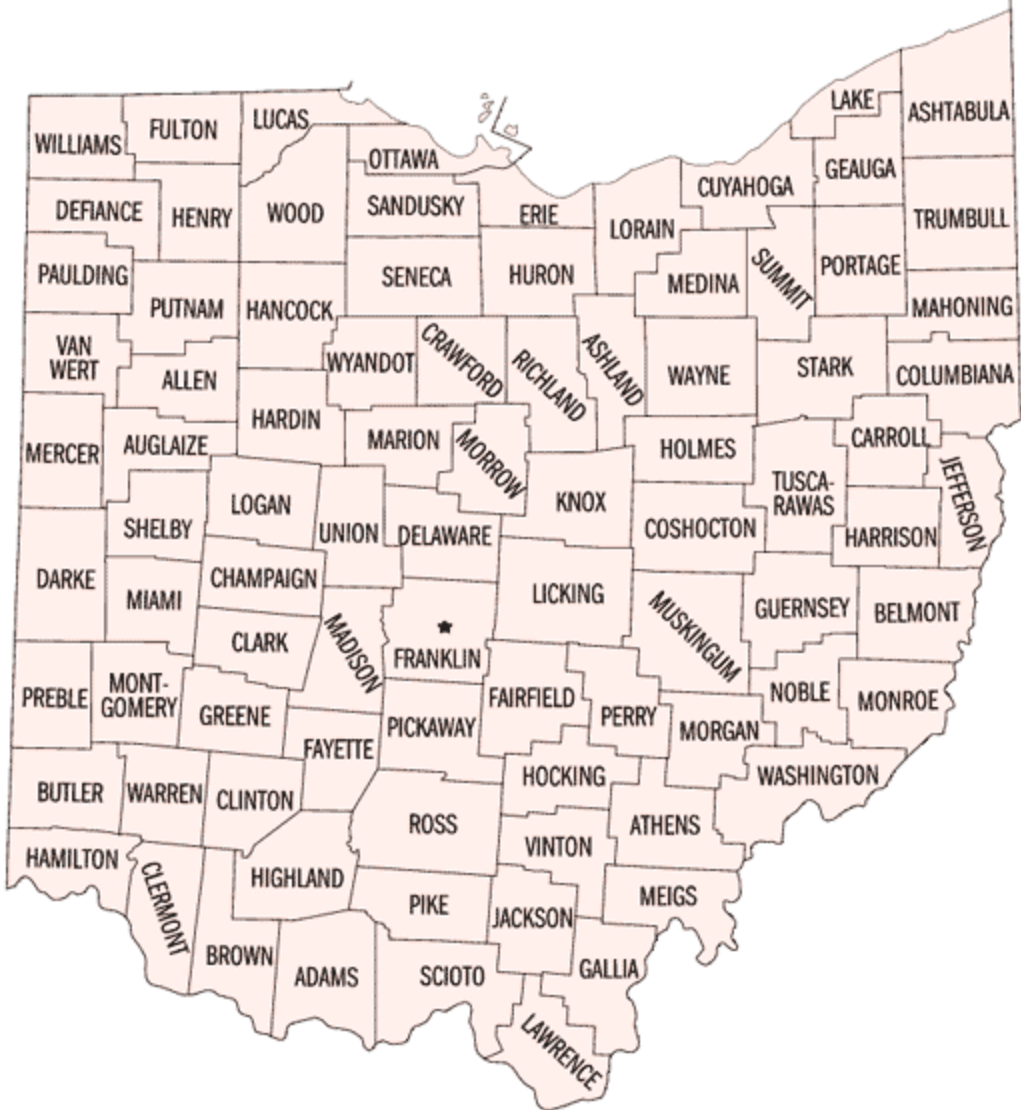 LAKE
ASHTABULA
LUCAS
FULTON
WILLIAMS
OTTAWA
GEAUGA
CUYAHOGA
DEFIANCE
HENRY
WOOD
SANDUSKY
ERIE
LORAIN
TRUMBULL
PAULDING
SENECA
HURON
MEDINA
SUMMIT
PORTAGE
PUTNAM
HANCOCK
MAHONING
VAN
WERT
ALLEN
WYANDOT
CRAWFORD
RICHLAND
ASHLAND
WAYNE
STARK
COLUMBIANA
HARDIN
MERCER
AUGLAIZE
MARION
MORROW
HOLMES
CARROLL
TUSCA-
RAWAS
JEFFERSON
LOGAN
KNOX
SHELBY
UNION
DELAWARE
COSHOCTON
HARRISON
DARKE
CHAMPAIGN
MIAMI
LICKING
GUERNSEY
BELMONT
CLARK
MADISON
FRANKLIN
MUSKINGUM
PREBLE
MONT-
GOMERY
GREENE
FAIRFIELD
NOBLE
MONROE
PICKAWAY
PERRY
MORGAN
FAYETTE
HOCKING
WASHINGTON
BUTLER
WARREN
CLINTON
ROSS
ATHENS
VINTON
HAMILTON
CLERMONT
HIGHLAND
PIKE
JACKSON
MEIGS
BROWN
ADAMS
SCIOTO
GALLIA
LAWRENCE